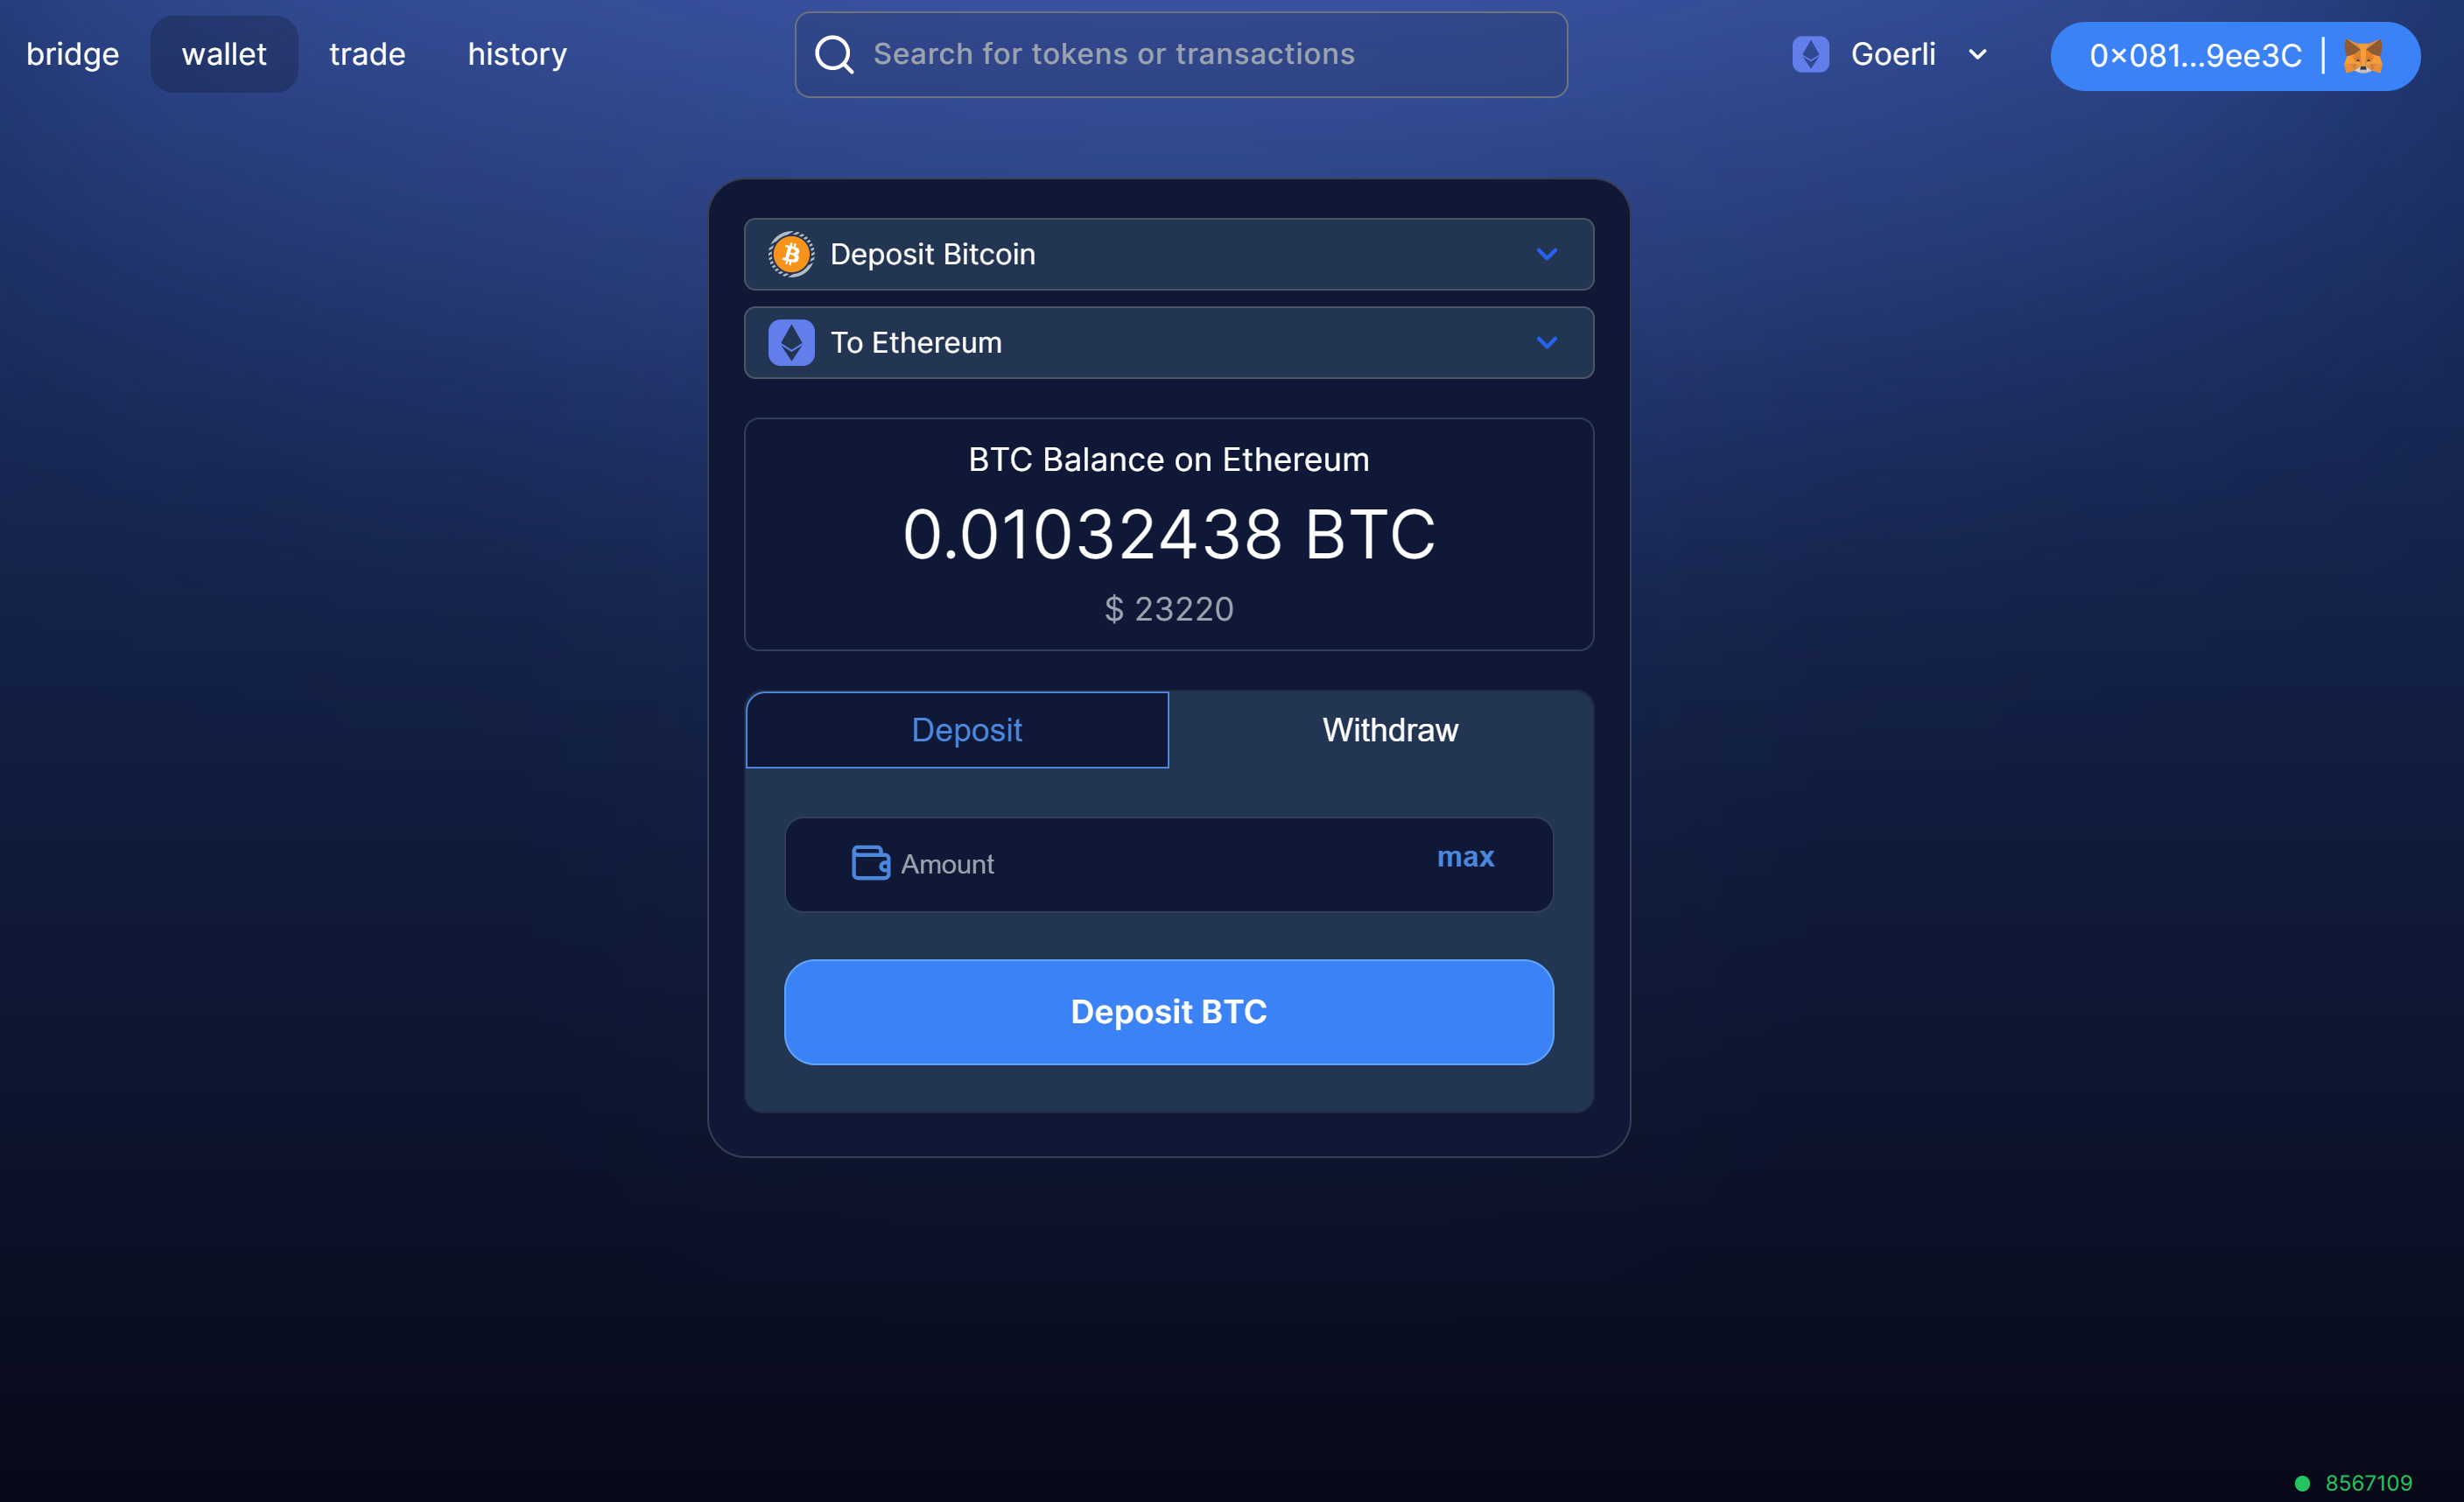 bridge wallet trade history Search for tokens or transactions Goerli 0×081...9ee3C |
Deposit Bitcoin
To Ethereum
BTC Balance on Ethereum
0.01032438 BTC
$ 23220
Deposit Withdraw
Amount max
Deposit BTC
8567109